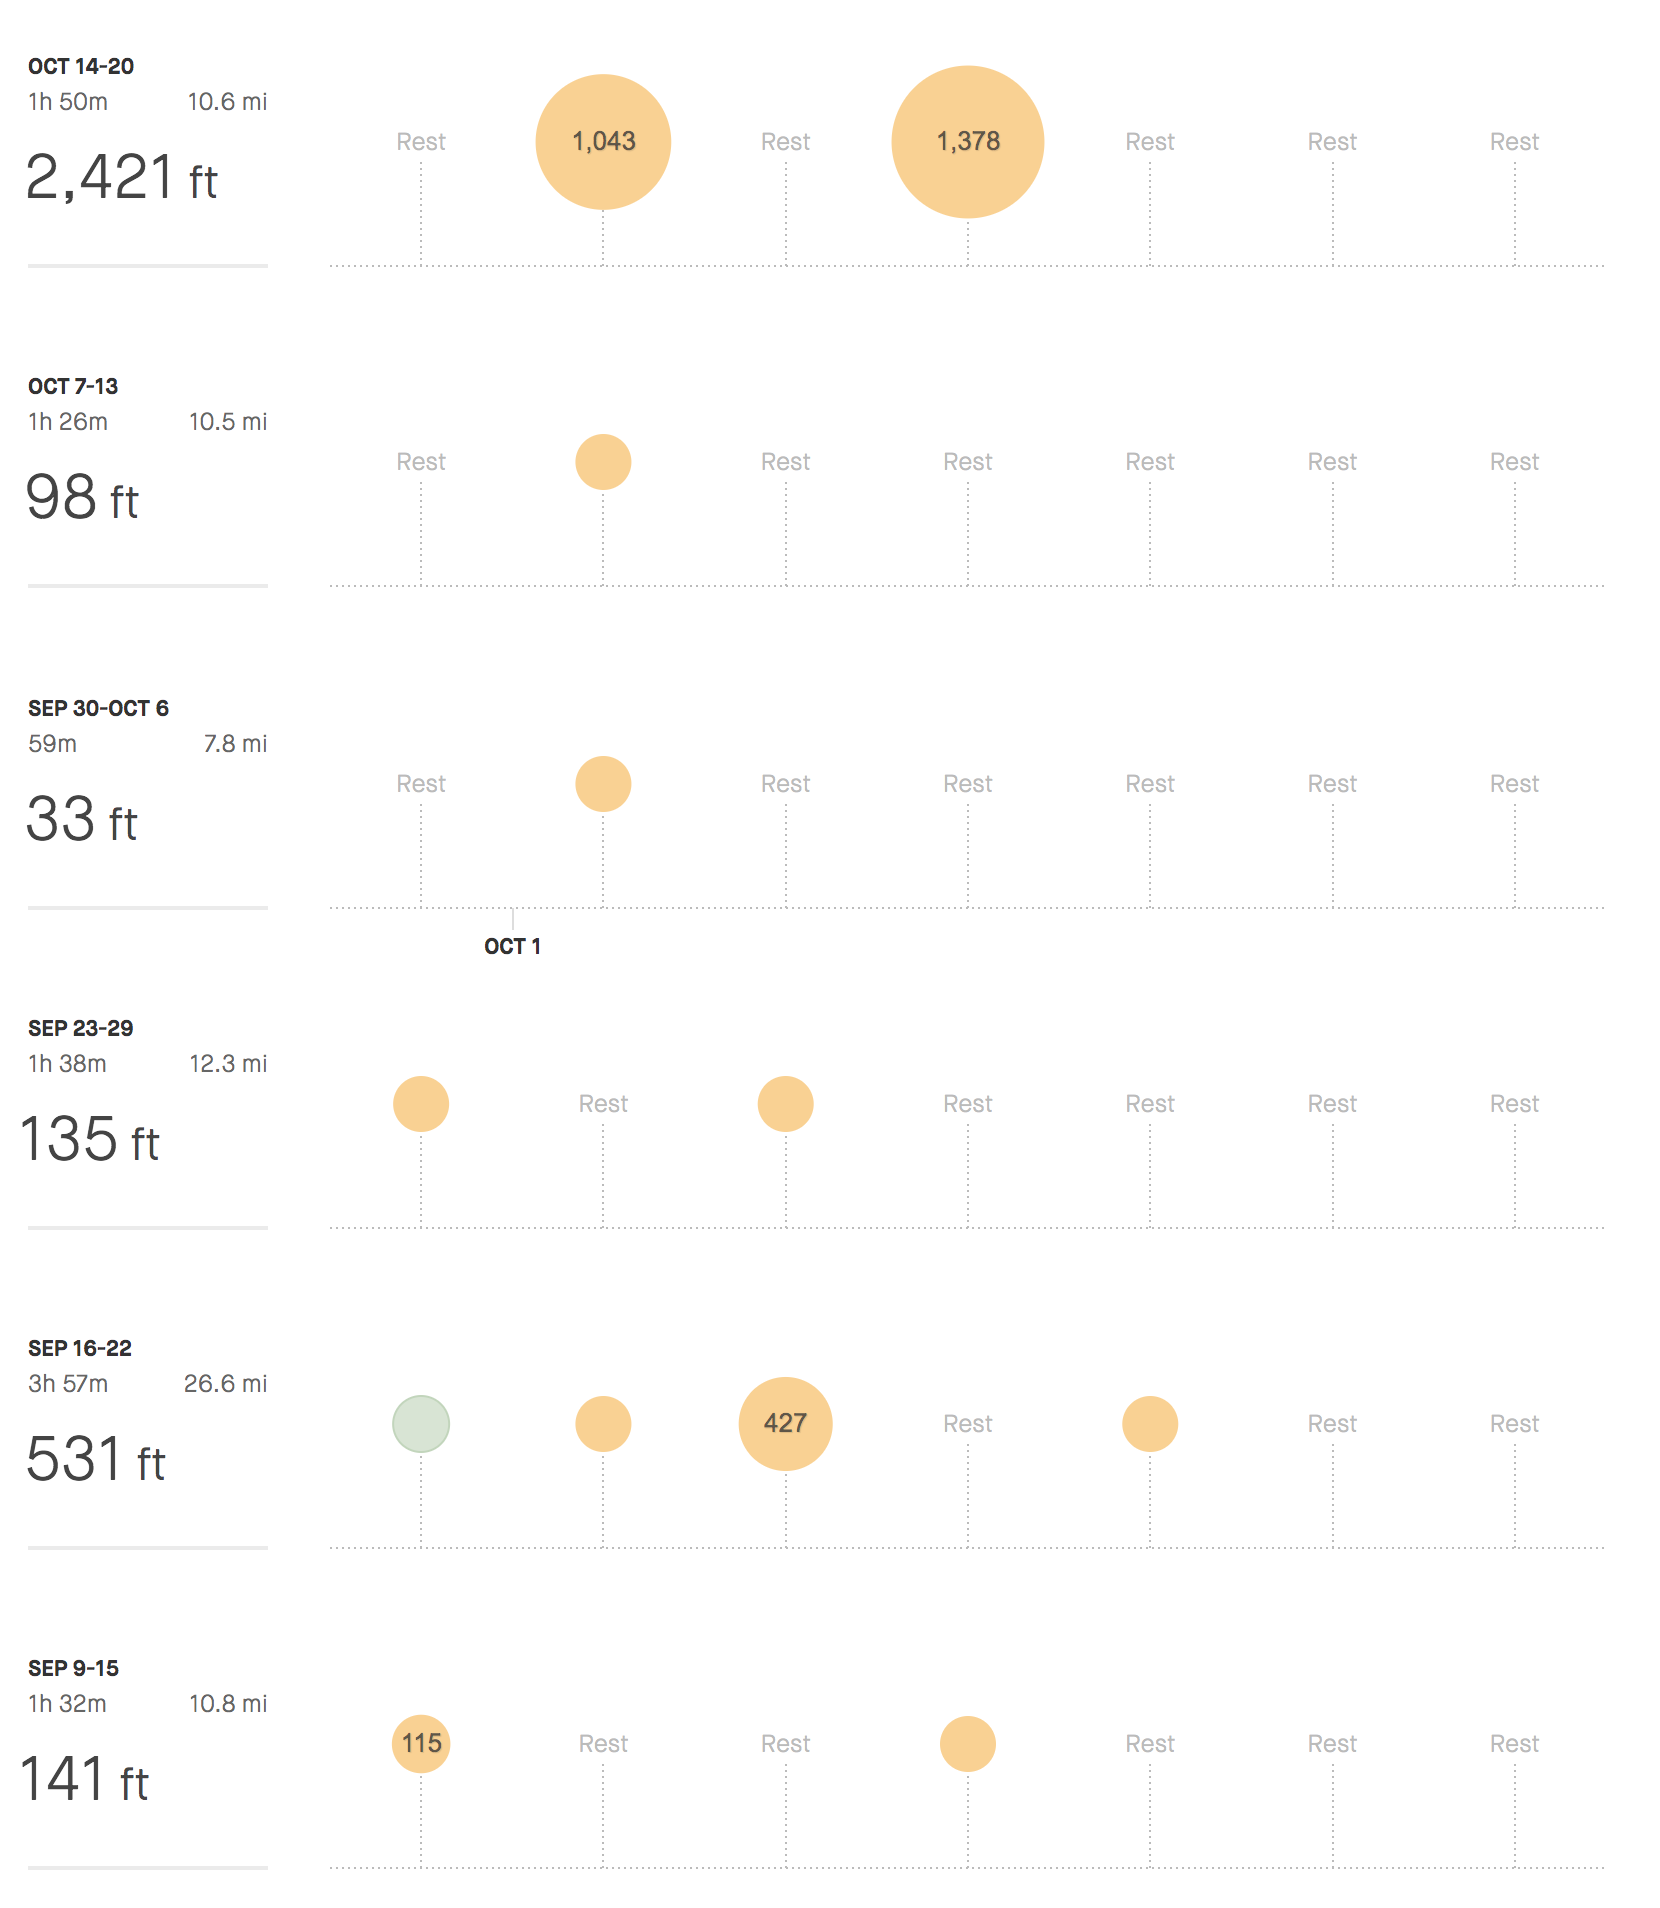 OCT 14-20
1h 50m 10.6 mi
2,421 ft
Rest 1,043 Rest 1,378 Rest Rest Rest
OCT 7-13
1h 26m 10.5 mi
98 ft
Rest Rest Rest Rest Rest Rest
SEP 30-OCT 6
59m 7.8 mi
33 ft
Rest Rest Rest Rest Rest Rest
OCT 1
SEP 23-29
1h 38m 12.3 mi
135 ft
Rest Rest Rest Rest Rest
SEP 16-22
3h 57m 26.6 mi
531 ft
427 Rest Rest Rest
SEP 9-15
1h 32m 10.8 mi
141 ft
115 Rest Rest Rest Rest Rest